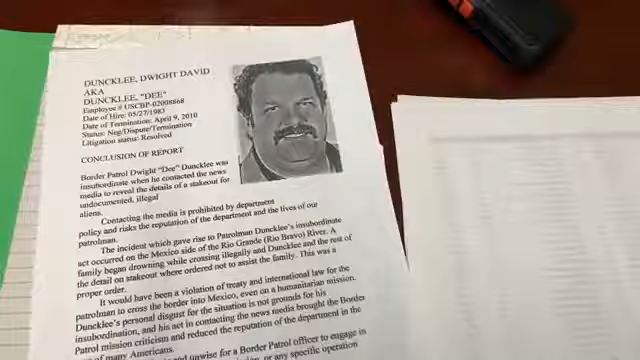 DUNCKLEE, DWIGHT DAVID
AKA
DUNCKLEE, "DEE"
Employee # USCBP-02008868
Date of Hire: 05/27/1983
Date of Termination: April 9, 2010
Status: Neg/Dispute/Termination
Litigation status: Resolved
CONCLUSION OF REPORT
Border Patrol Dwight "Dee" Duncklee was
insubordinate when he contacted the news
media to reveal the details of a stakeout for
undocumented, illegal
aliens.
Contacting the media is prohibited by department
policy and risks the reputation of the department and the lives of our
patrolman.
The incident which gave rise to Patrolman Duncklee's insubordinate
act occurred on the Mexico side of the Rio Grande (Rio Bravo) River. A
family began drowning while crossing illegally and Duncklee and the rest of
the detail on stakeout where ordered not to assist the family. This was a
proper order.
It would have been a violation of treaty and international law for the
patrolman to cross the border into Mexico, even on a humanitarian mission.
Duncklee's personal disgust for the situation is not grounds for his
insubordination, and his act in contacting the news media brought the Border
Patrol mission criticism and reduced the reputation of the department in the
of many Americans.
and unwise for a Border Patrol officer to engage in
or any specific operation